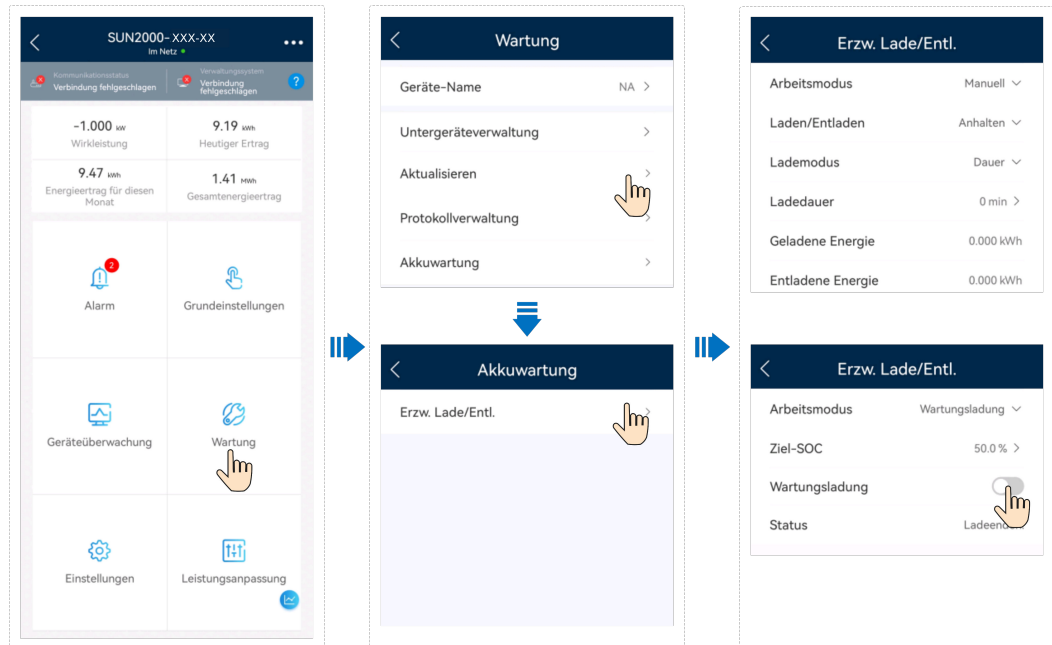 SUN2000-XXX-XX
Im Netz
Kommunikationsstatus
Verbindung fehlgeschlagen
Verwaltungssystem
Verbindung
fehlgeschlagen
?
-1.000 kW
Wirkleistung
9.19 kWh
Heutiger Ertrag
9.47 kWh
Energieertrag für diesen
Monat
1.41 MWh
Gesamtenergieertrag
2
Alarm
Grundeinstellungen
Geräteüberwachung
Wartung
Einstellungen
Leistungsanpassung
Wartung
Geräte-Name NA
Untergeräteverwaltung
Aktualisieren
Protokollverwaltung
Akkuwartung
Akkuwartung
Erzw. Lade/Entl.
Erzw. Lade/Entl.
Arbeitsmodus Manuell
Laden/Entladen Anhalten
Lademodus Dauer
Ladedauer 0 min
Geladene Energie 0.000 kWh
Entladene Energie 0.000 kWh
Erzw. Lade/Entl.
Arbeitsmodus Wartungsladung
Ziel-SOC 50.0 %
Wartungsladung
Status